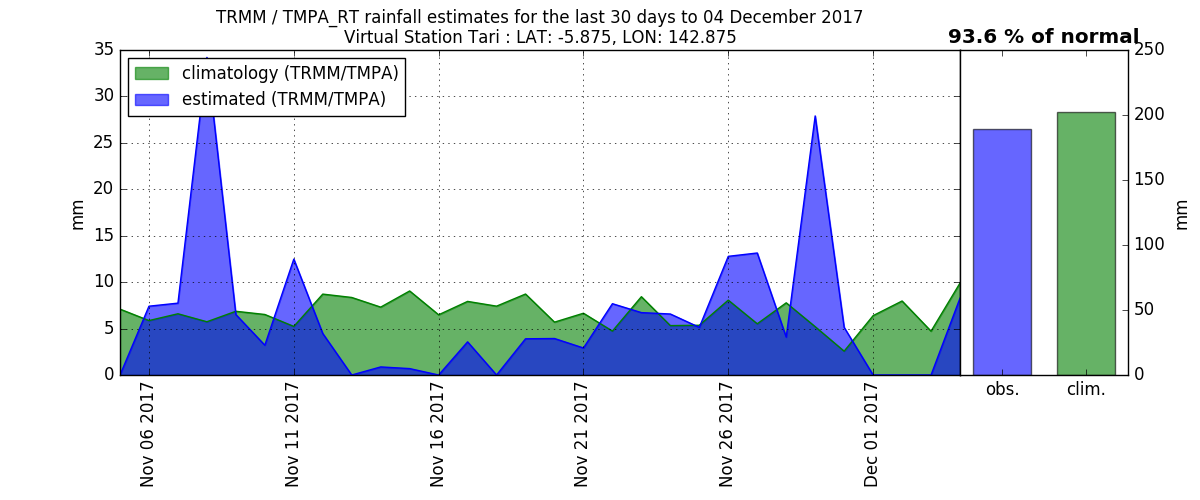 TRMM / TMPA_RT rainfall estimates for the last 30 days to 04 December 2017
Virtual Station Tari : LAT: -5.875, LON: 142.875
93.6 % of normal
climatology (TRMM/TMPA)
estimated (TRMM/TMPA)
35
30
25
20
15
10
5
0
mm
Nov 06 2017
Nov 11 2017
Nov 16 2017
Nov 21 2017
Nov 26 2017
Dec 01 2017
obs.
clim.
250
200
150
100
50
0
mm